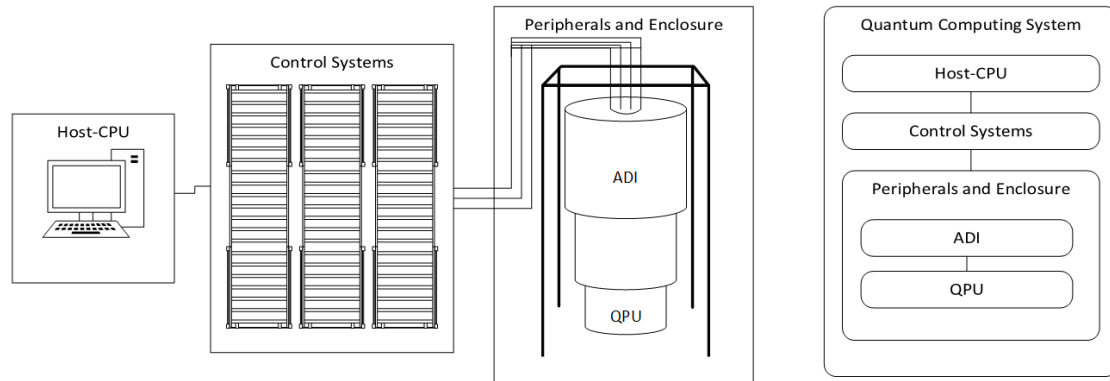 Host-CPU
Control Systems
Peripherals and Enclosure
ADI
QPU
Quantum Computing System
Host-CPU
Control Systems
Peripherals and Enclosure
ADI
QPU